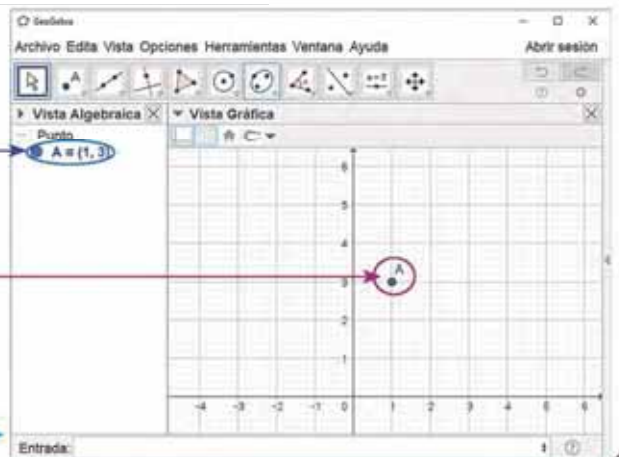 GeoGebra
Archivo Edita Vista Opciones Herramientas Ventana Ayuda Abrir sesión
A
a=2
Vista Algebraica Vista Gráfica
Punto
A = (1, 3)
6
5
4
A
3
2
1
-4 -3 -2 -1 0 1 2 3 4 5 6
Entrada: